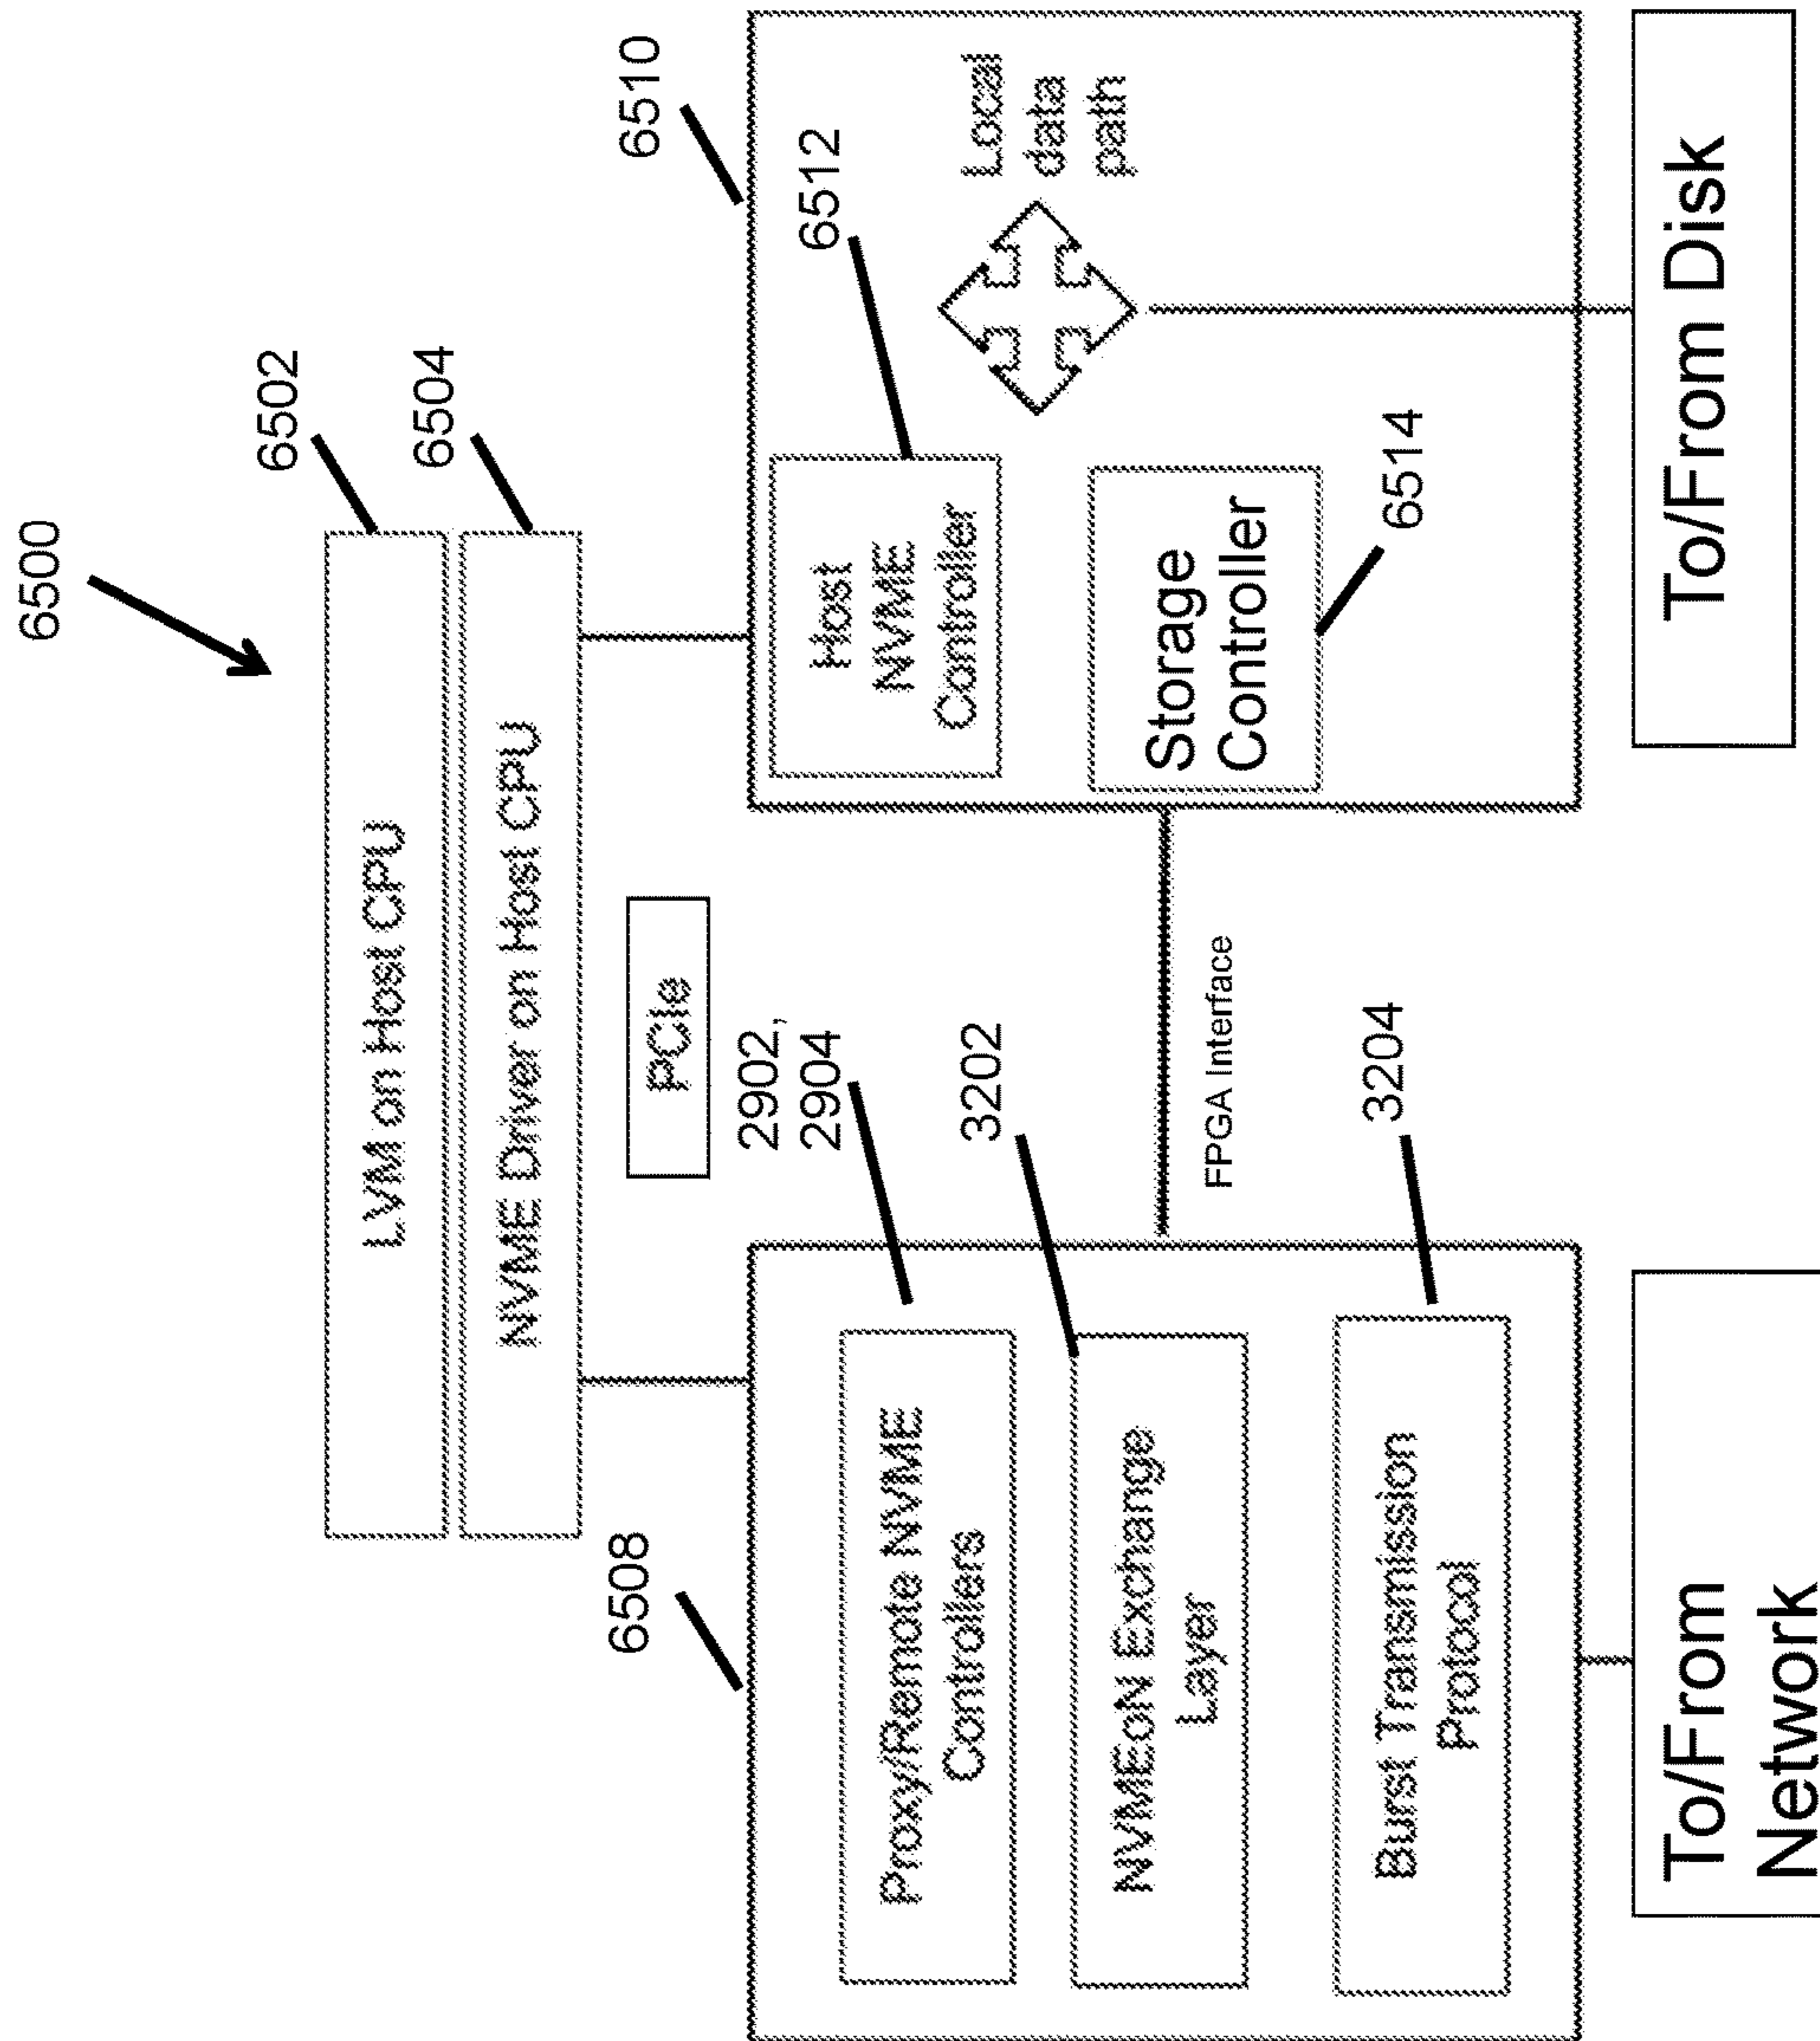 6500
6502
LVM on Host CPU
6504
NVME Driver on Host CPU
PCIe
6508
2902,
2904
Proxy/Remote NVME
Controllers
3202
NVMEoN Exchange
Layer
3204
Burst Transmission
Protocol
FPGA Interface
6510
6512
Host
NVME
Controller
Local
data
path
Storage
Controller
6514
To/From
Network
To/From Disk